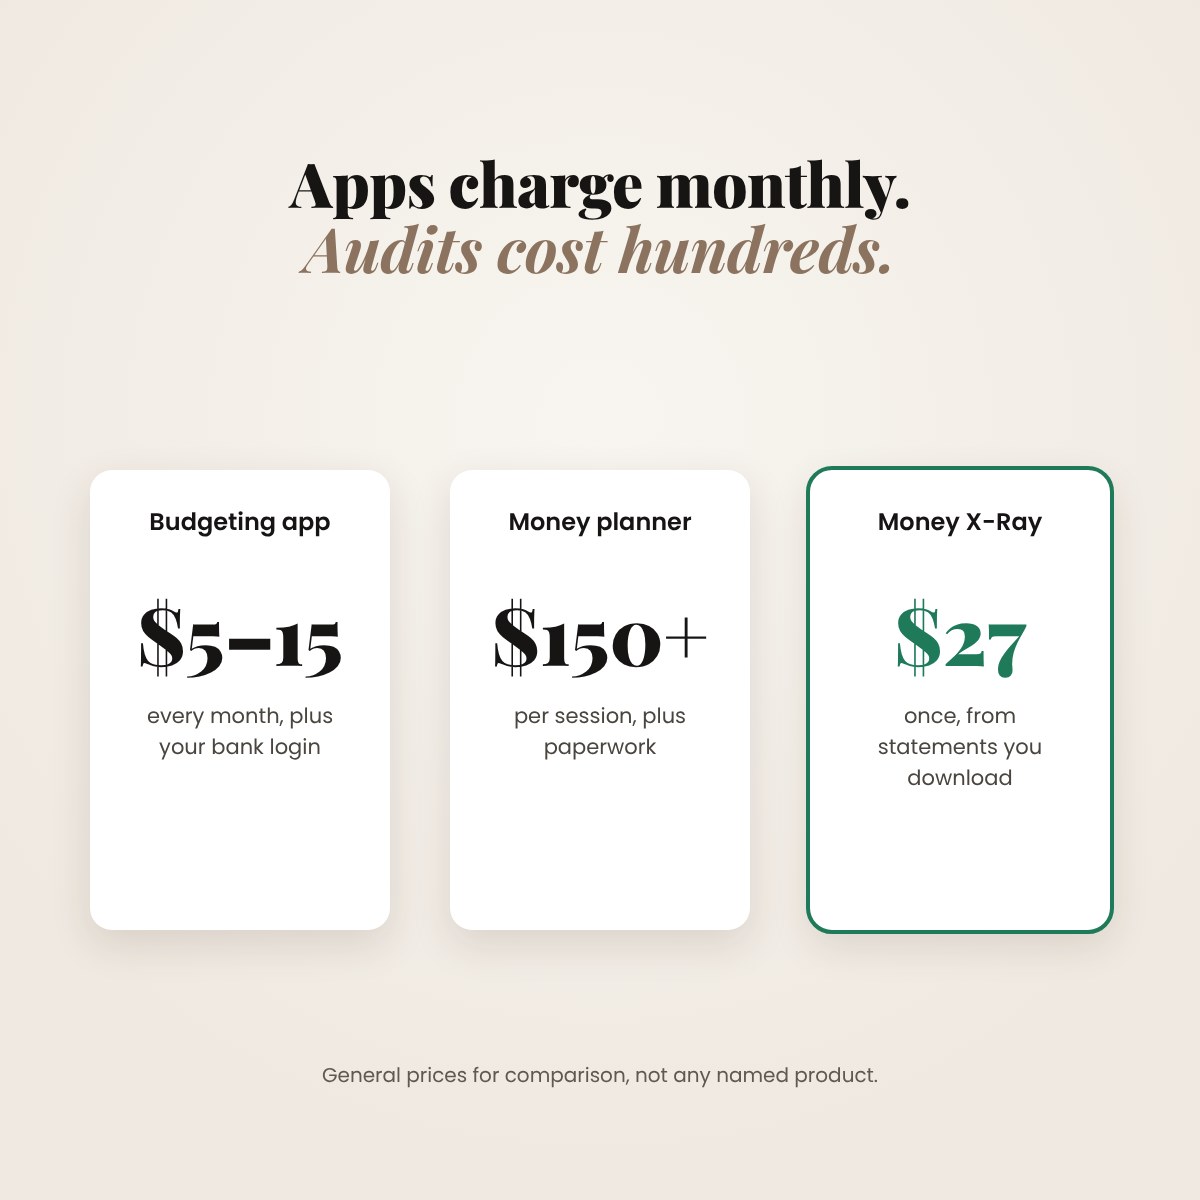 Apps charge monthly.
Audits cost hundreds.
Budgeting app
$5–15
every month, plus
your bank login
Money planner
$150+
per session, plus
paperwork
Money X-Ray
$27
once, from
statements you
download
General prices for comparison, not any named product.